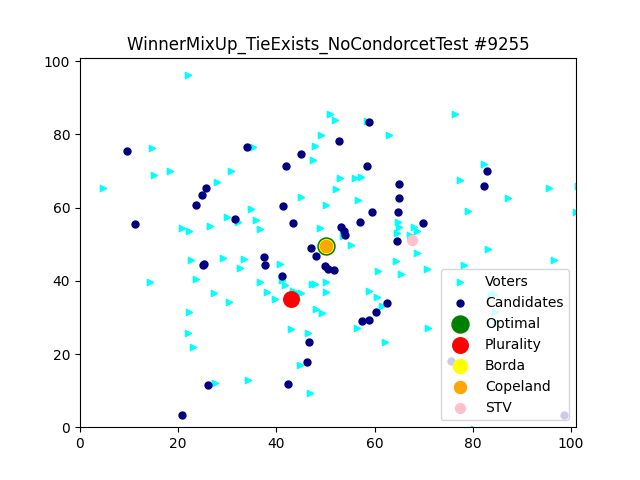 WinnerMixUp_TieExists_NoCondorcetTest #9255
100
80
60
40
20
0
0
20
40
60
80
100
Voters
Candidates
Optimal
Plurality
Borda
Copeland
STV